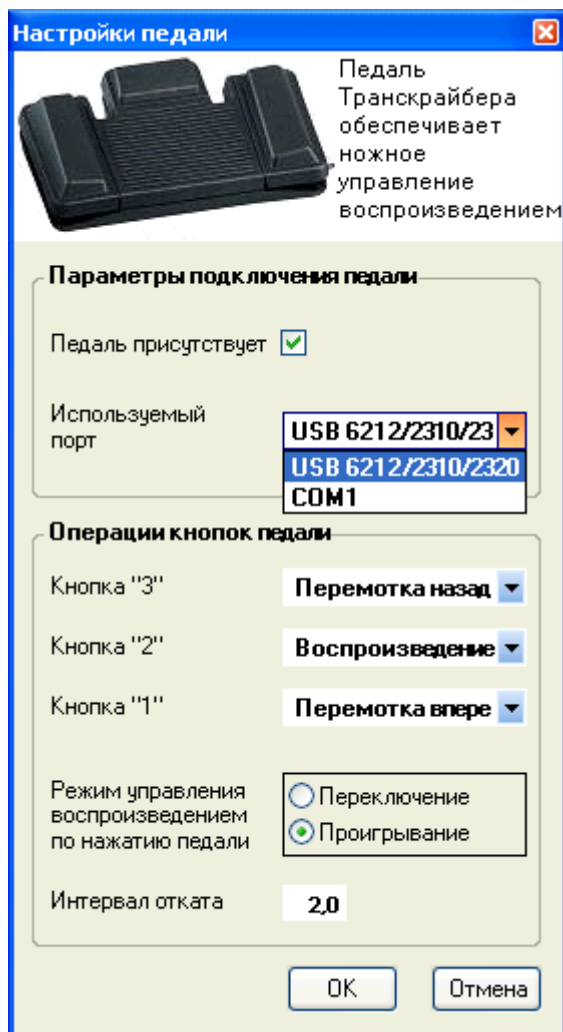 Настройки педали
Педаль
Транскрайбера
обеспечивает
ножное
управление
воспроизведением
Параметры подключения педали
Педаль присутствует
Используемый
порт
USB 6212/2310/23
USB 6212/2310/2320
COM1
Операции кнопок педали
Кнопка "3"
Перемотка назад
Кнопка "2"
Воспроизведение
Кнопка "1"
Перемотка впере
Режим управления
воспроизведением
по нажатию педали
Переключение
Проигрывание
Интервал отката
2,0
OK
Отмена